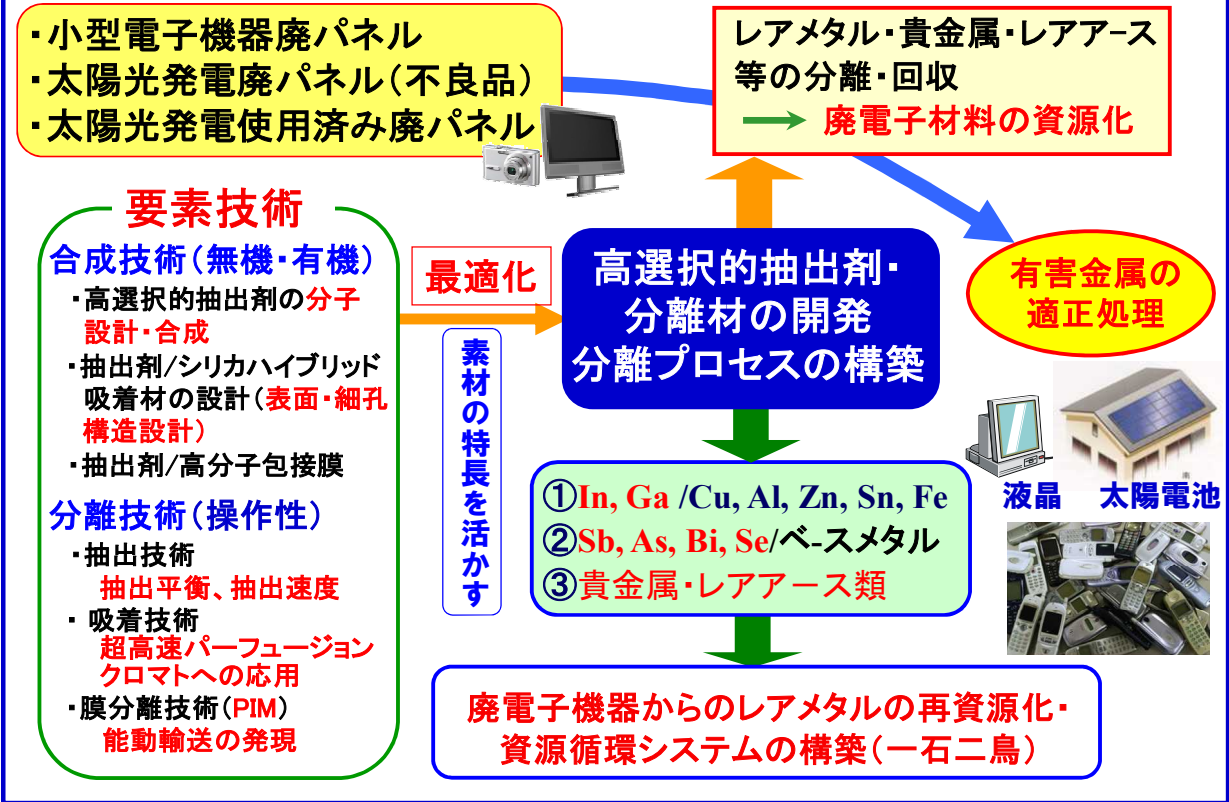 ・小型電子機器廃パネル
・太陽光発電廃パネル(不良品)
・太陽光発電使用済み廃パネル
レアメタル・貴金属・レアアース
等の分離・回収
→ 廃電子材料の資源化
要素技術
合成技術(無機・有機)
・高選択的抽出剤の分子
設計・合成
・抽出剤/シリカハイブリッド
吸着材の設計(表面・細孔
構造設計)
・抽出剤/高分子包接膜
分離技術(操作性)
・抽出技術
抽出平衡、抽出速度
・吸着技術
超高速パーフュージョン
クロマトへの応用
・膜分離技術(PIM)
能動輸送の発現
最適化
素材の特長を活かす
高選択的抽出剤・
分離材の開発
分離プロセスの構築
有害金属の
適正処理
①In, Ga /Cu, Al, Zn, Sn, Fe
②Sb, As, Bi, Se/ベースメタル
③貴金属・レアアース類
液晶
太陽電池
廃電子機器からのレアメタルの再資源化・
資源循環システムの構築(一石二鳥)